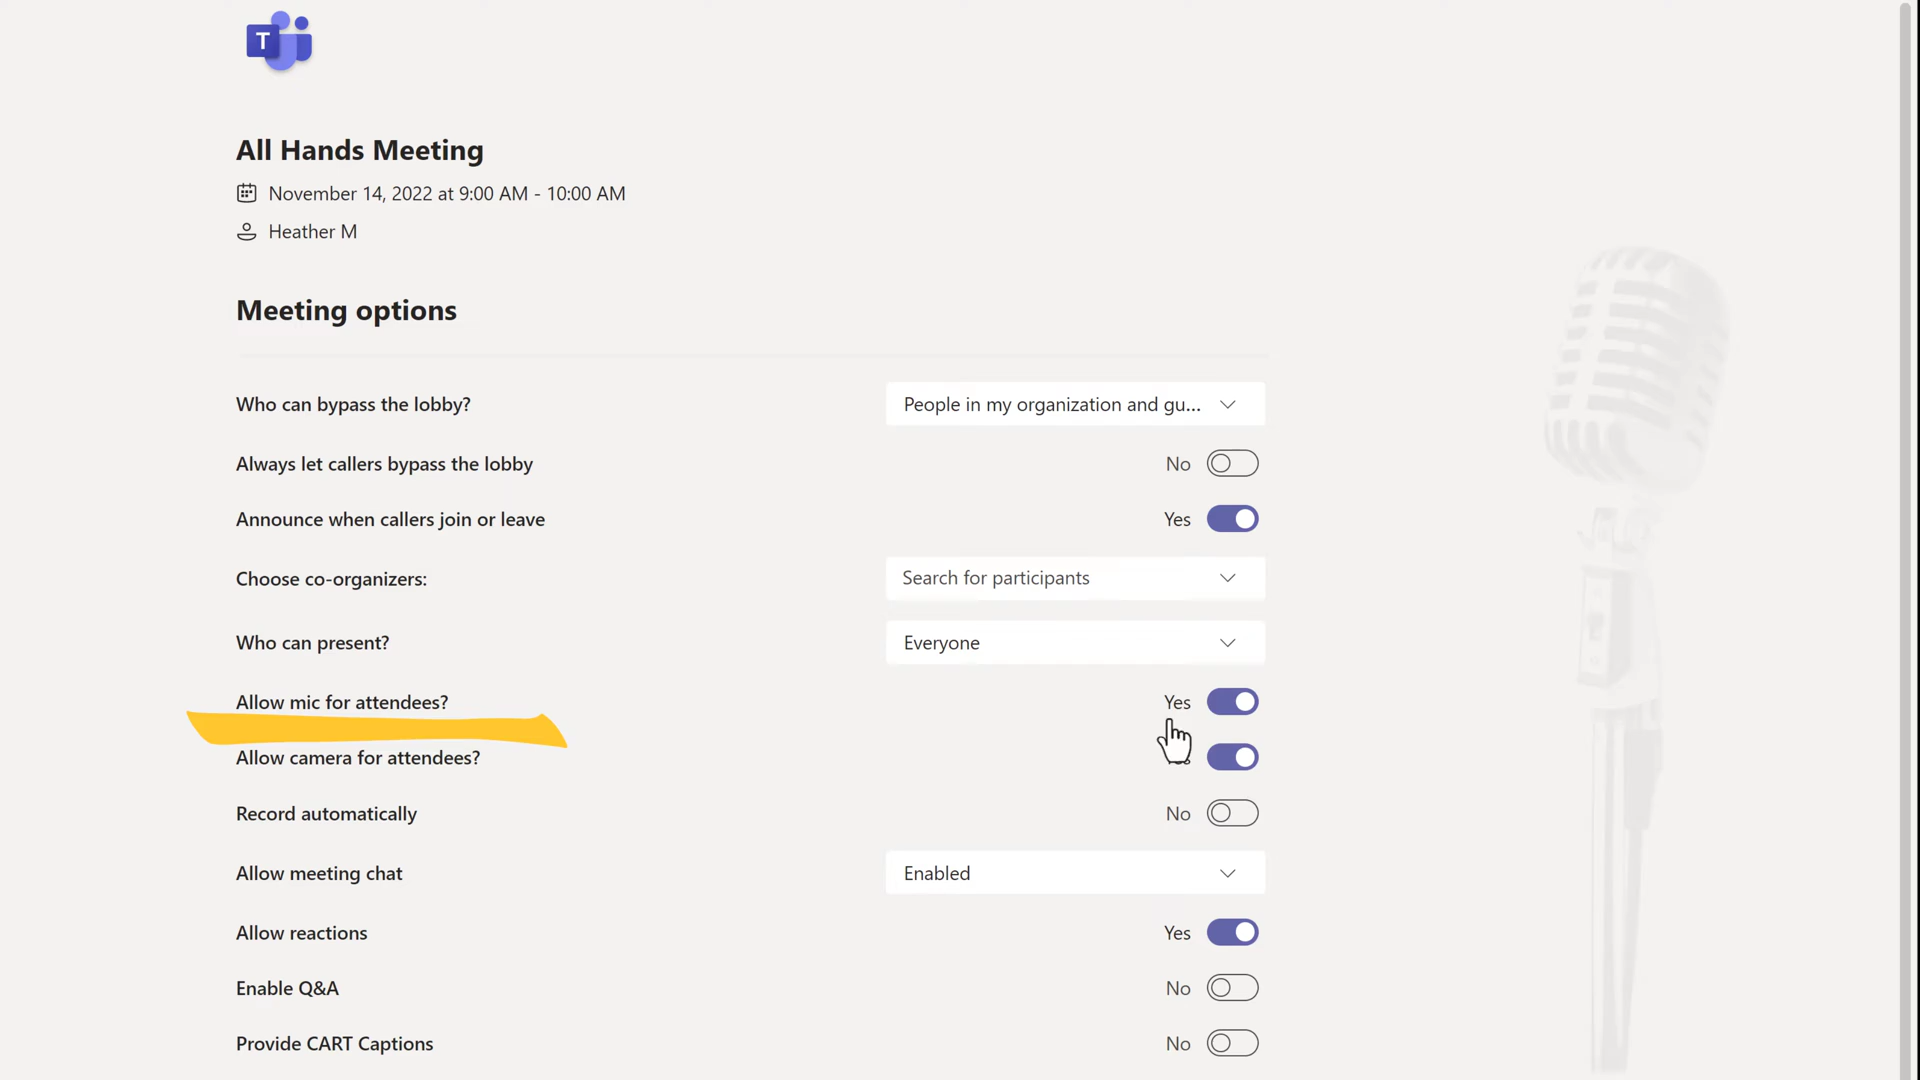 T
All Hands Meeting
November 14, 2022 at 9:00 AM - 10:00 AM
Heather M
Meeting options
Who can bypass the lobby? People in my organization and gu...
Always let callers bypass the lobby No
Announce when callers join or leave Yes
Choose co-organizers: Search for participants
Who can present? Everyone
Allow mic for attendees? Yes
Allow camera for attendees?
Record automatically No
Allow meeting chat Enabled
Allow reactions Yes
Enable Q&A No
Provide CART Captions No